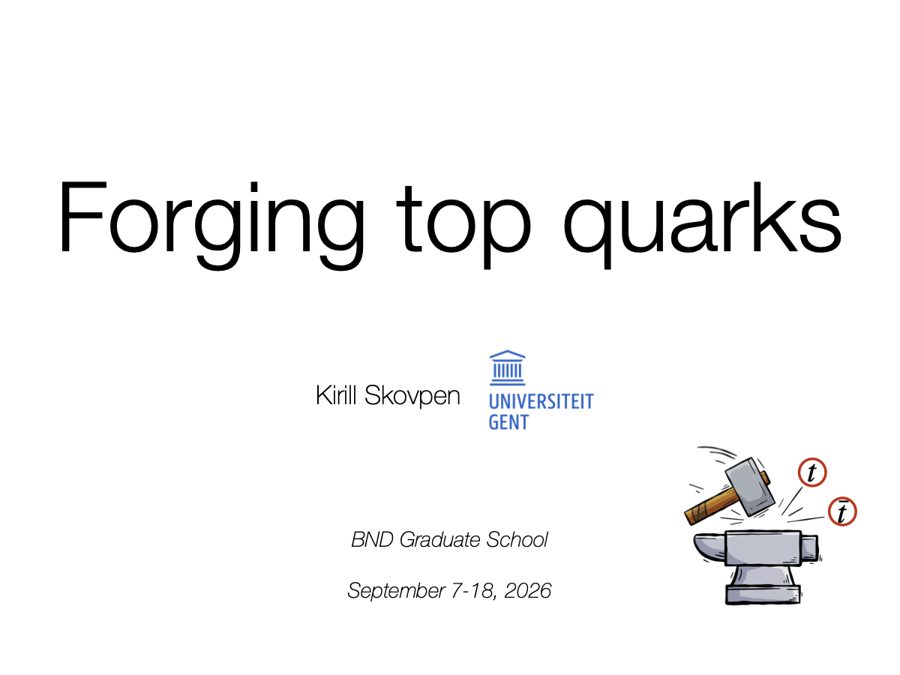 Forging top quarks
Kirill Skovpen
UNIVERSITEIT
GENT
t
t̄
BND Graduate School
September 7-18, 2026